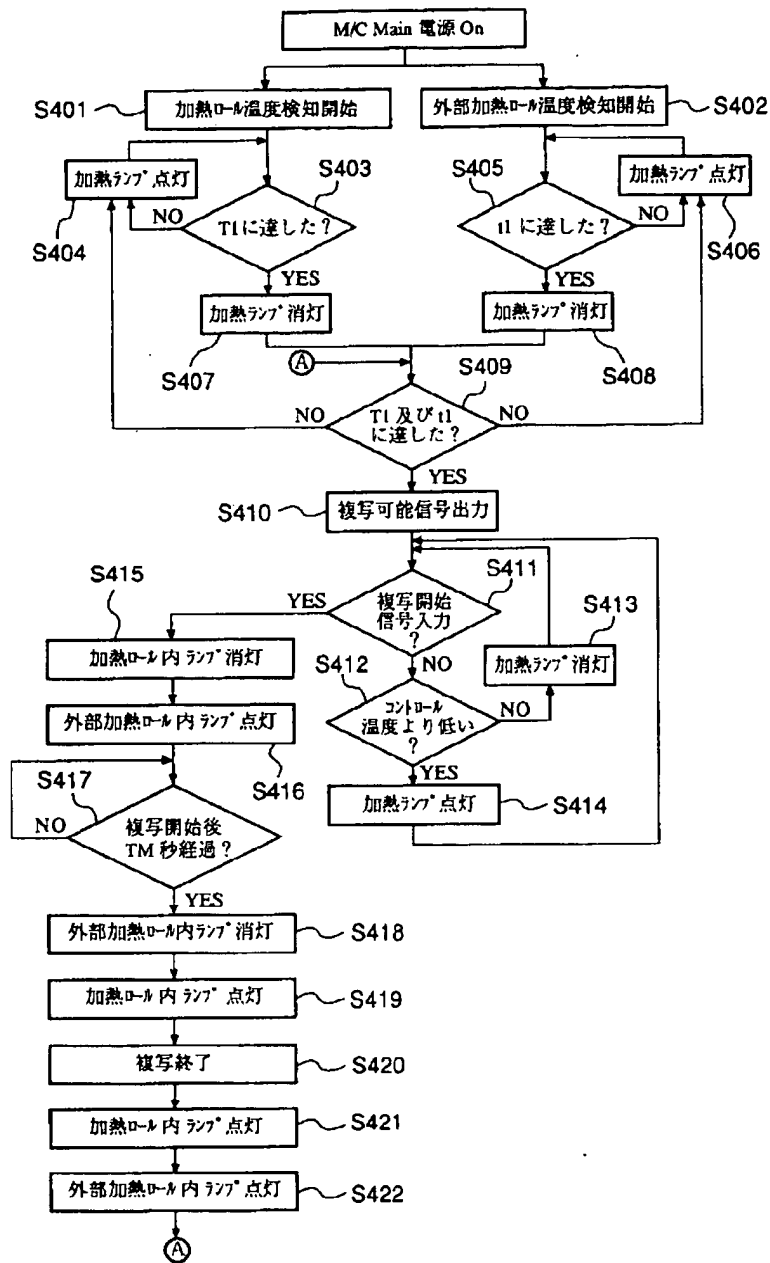 M/C Main 電源 On
S401
加熱ﾛｰﾙ温度検知開始
外部加熱ﾛｰﾙ温度検知開始
S402
加熱ﾗﾝﾌﾟ点灯
S404
NO
S403
T1に達した?
YES
S405
t1に達した?
NO
YES
加熱ﾗﾝﾌﾟ点灯
S406
加熱ﾗﾝﾌﾟ消灯
S407
加熱ﾗﾝﾌﾟ消灯
S408
A
S409
NO
T1及びt1
に達した?
NO
YES
S410
複写可能信号出力
S411
YES
複写開始
信号入力
?
NO
S413
加熱ﾗﾝﾌﾟ消灯
S412
ｺﾝﾄﾛｰﾙ
温度より低い
?
NO
YES
加熱ﾗﾝﾌﾟ点灯
S414
S415
加熱ﾛｰﾙ内ﾗﾝﾌﾟ消灯
外部加熱ﾛｰﾙ内ﾗﾝﾌﾟ点灯
S416
S417
NO
複写開始後
TM秒経過?
YES
外部加熱ﾛｰﾙ内ﾗﾝﾌﾟ消灯
S418
加熱ﾛｰﾙ内ﾗﾝﾌﾟ点灯
S419
複写終了
S420
加熱ﾛｰﾙ内ﾗﾝﾌﾟ点灯
S421
外部加熱ﾛｰﾙ内ﾗﾝﾌﾟ点灯
S422
A